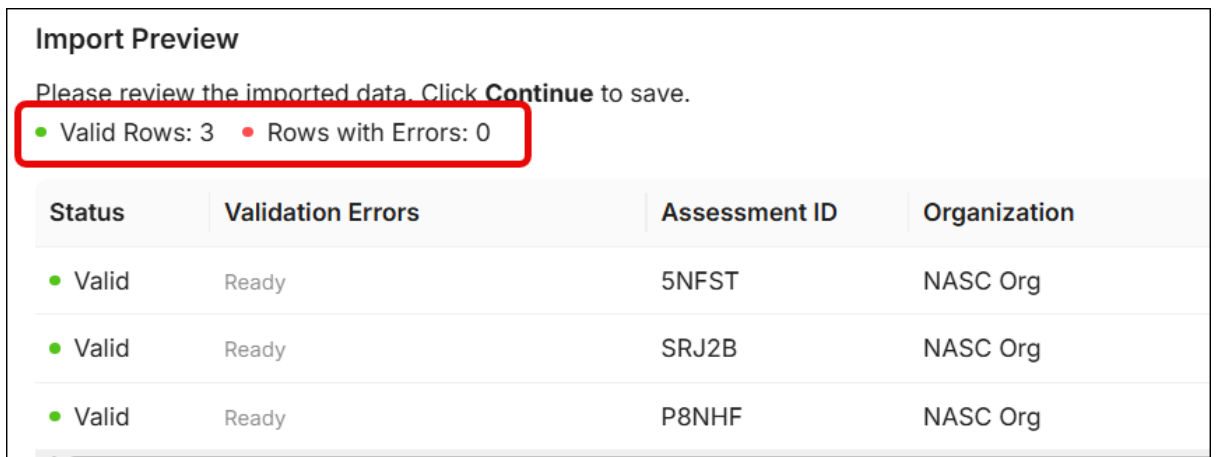 Import Preview
Please review the imported data. Click Continue to save.
Valid Rows: 3 Rows with Errors: 0
Status Validation Errors Assessment ID Organization
Valid Ready 5NFST NASC Org
Valid Ready SRJ2B NASC Org
Valid Ready P8NHF NASC Org